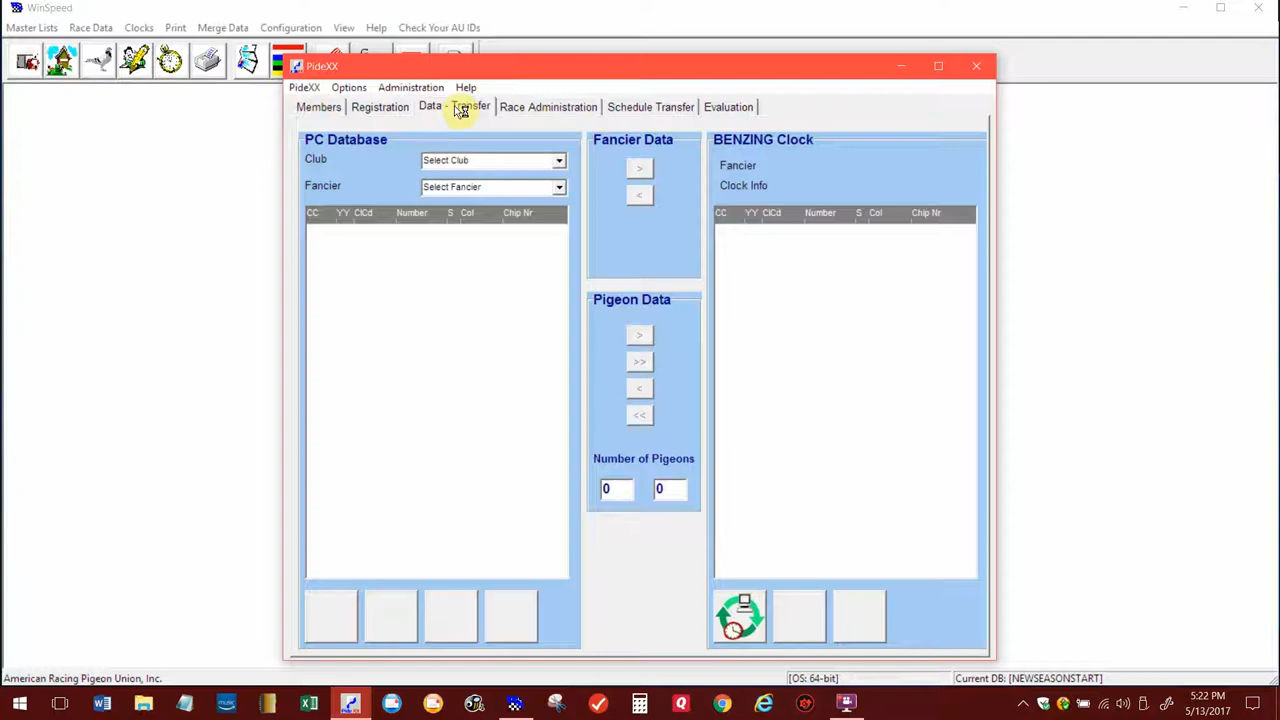 WinSpeed
Master Lists Race Data Clocks Print Merge Data Configuration View Help Check Your AU IDs
PideXX
PideXX Options Administration Help
Members Registration Data - Transfer Race Administration Schedule Transfer Evaluation
PC Database
Club Select Club
Fancier Select Fancier
CC YY ClCd Number S Col Chip Nr
Fancier Data
>
<
Pigeon Data
>
>>
<
<<
Number of Pigeons
0 0
BENZING Clock
Fancier
Clock Info
CC YY ClCd Number S Col Chip Nr
American Racing Pigeon Union, Inc. [OS: 64-bit] Current DB: [NEWSEASONSTART]
5:22 PM
5/13/2017